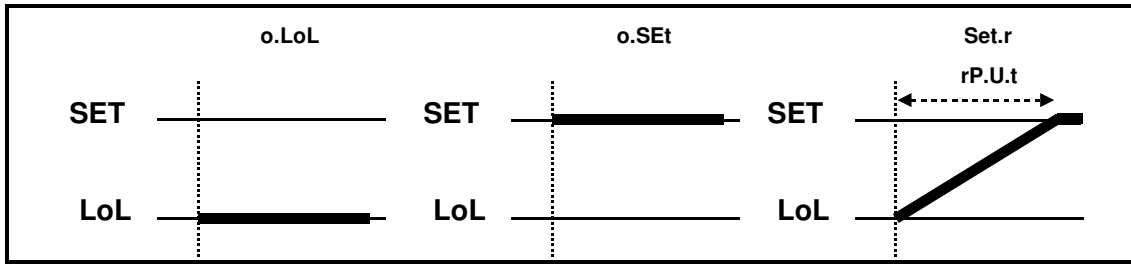 o.LoL o.SEt Set.r
rP.U.t
SET SET SET
LoL LoL LoL